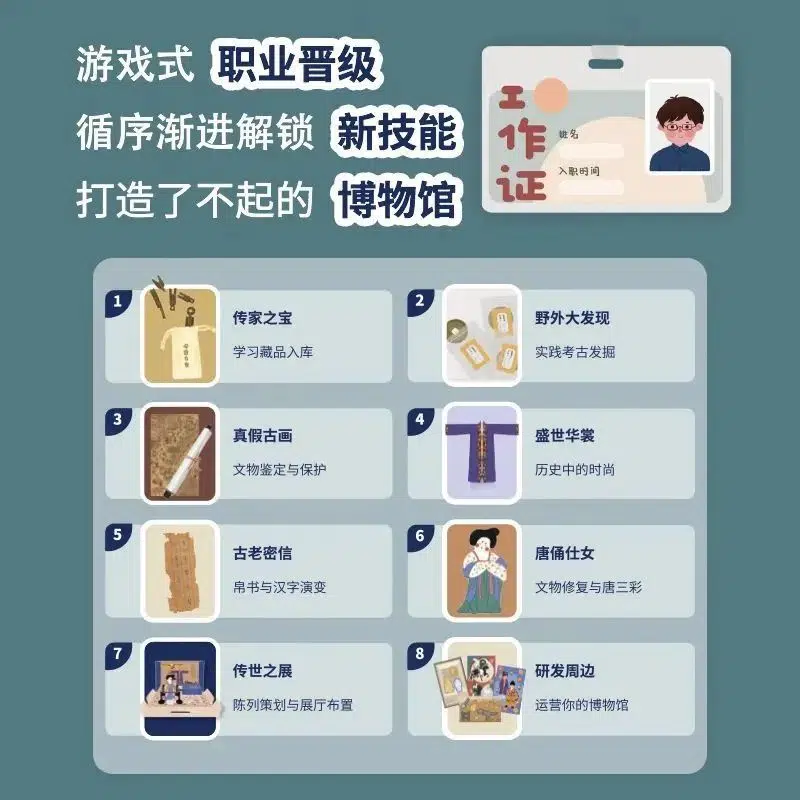 游戏式 职业晋级
循序渐进解锁 新技能
打造了不起的 博物馆
工作证
姓名
入职时间
1
传家之宝
学习藏品入库
2
野外大发现
实践考古发掘
3
真假古画
文物鉴定与保护
4
盛世华裳
历史中的时尚
5
古老密信
帛书与汉字演变
6
唐俑仕女
文物修复与唐三彩
7
传世之展
陈列策划与展厅布置
8
研发周边
运营你的博物馆